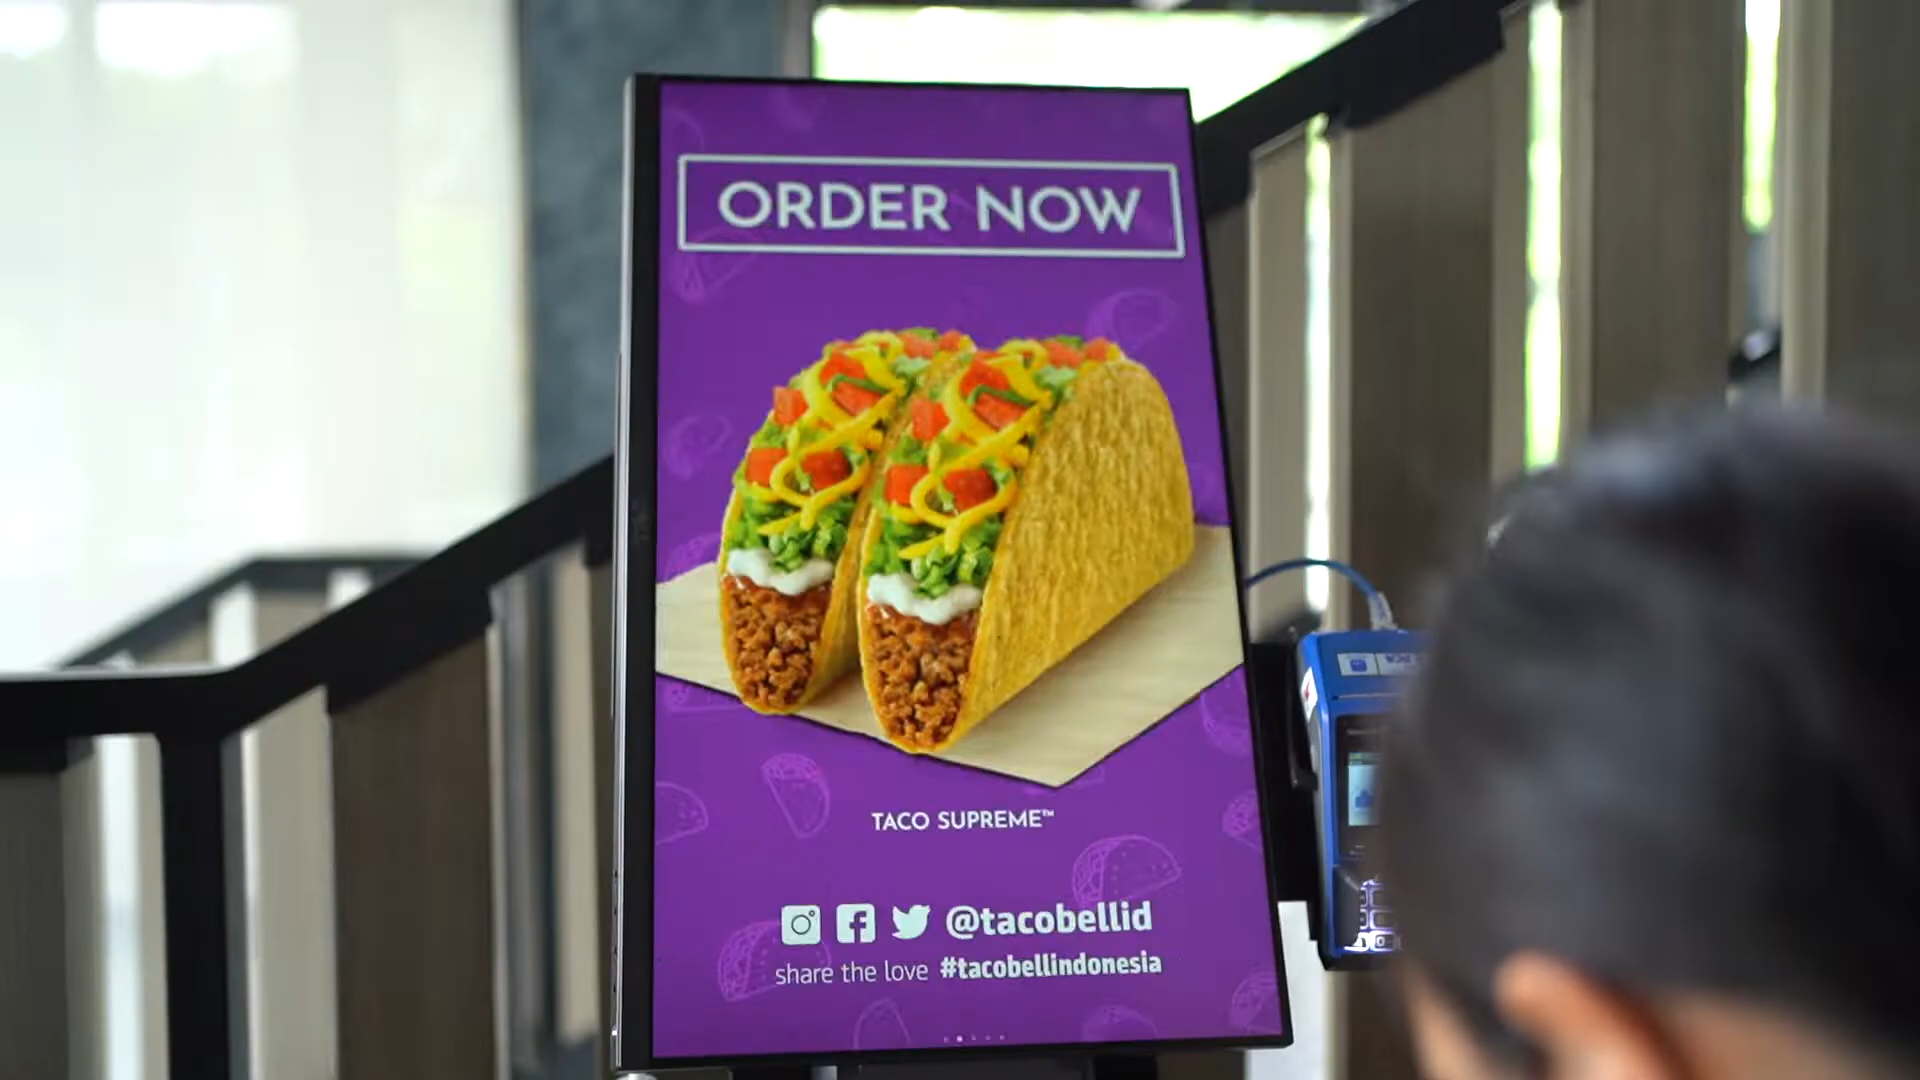 ORDER NOW
TACO SUPREME™
@tacobellid
share the love #tacobellindonesia